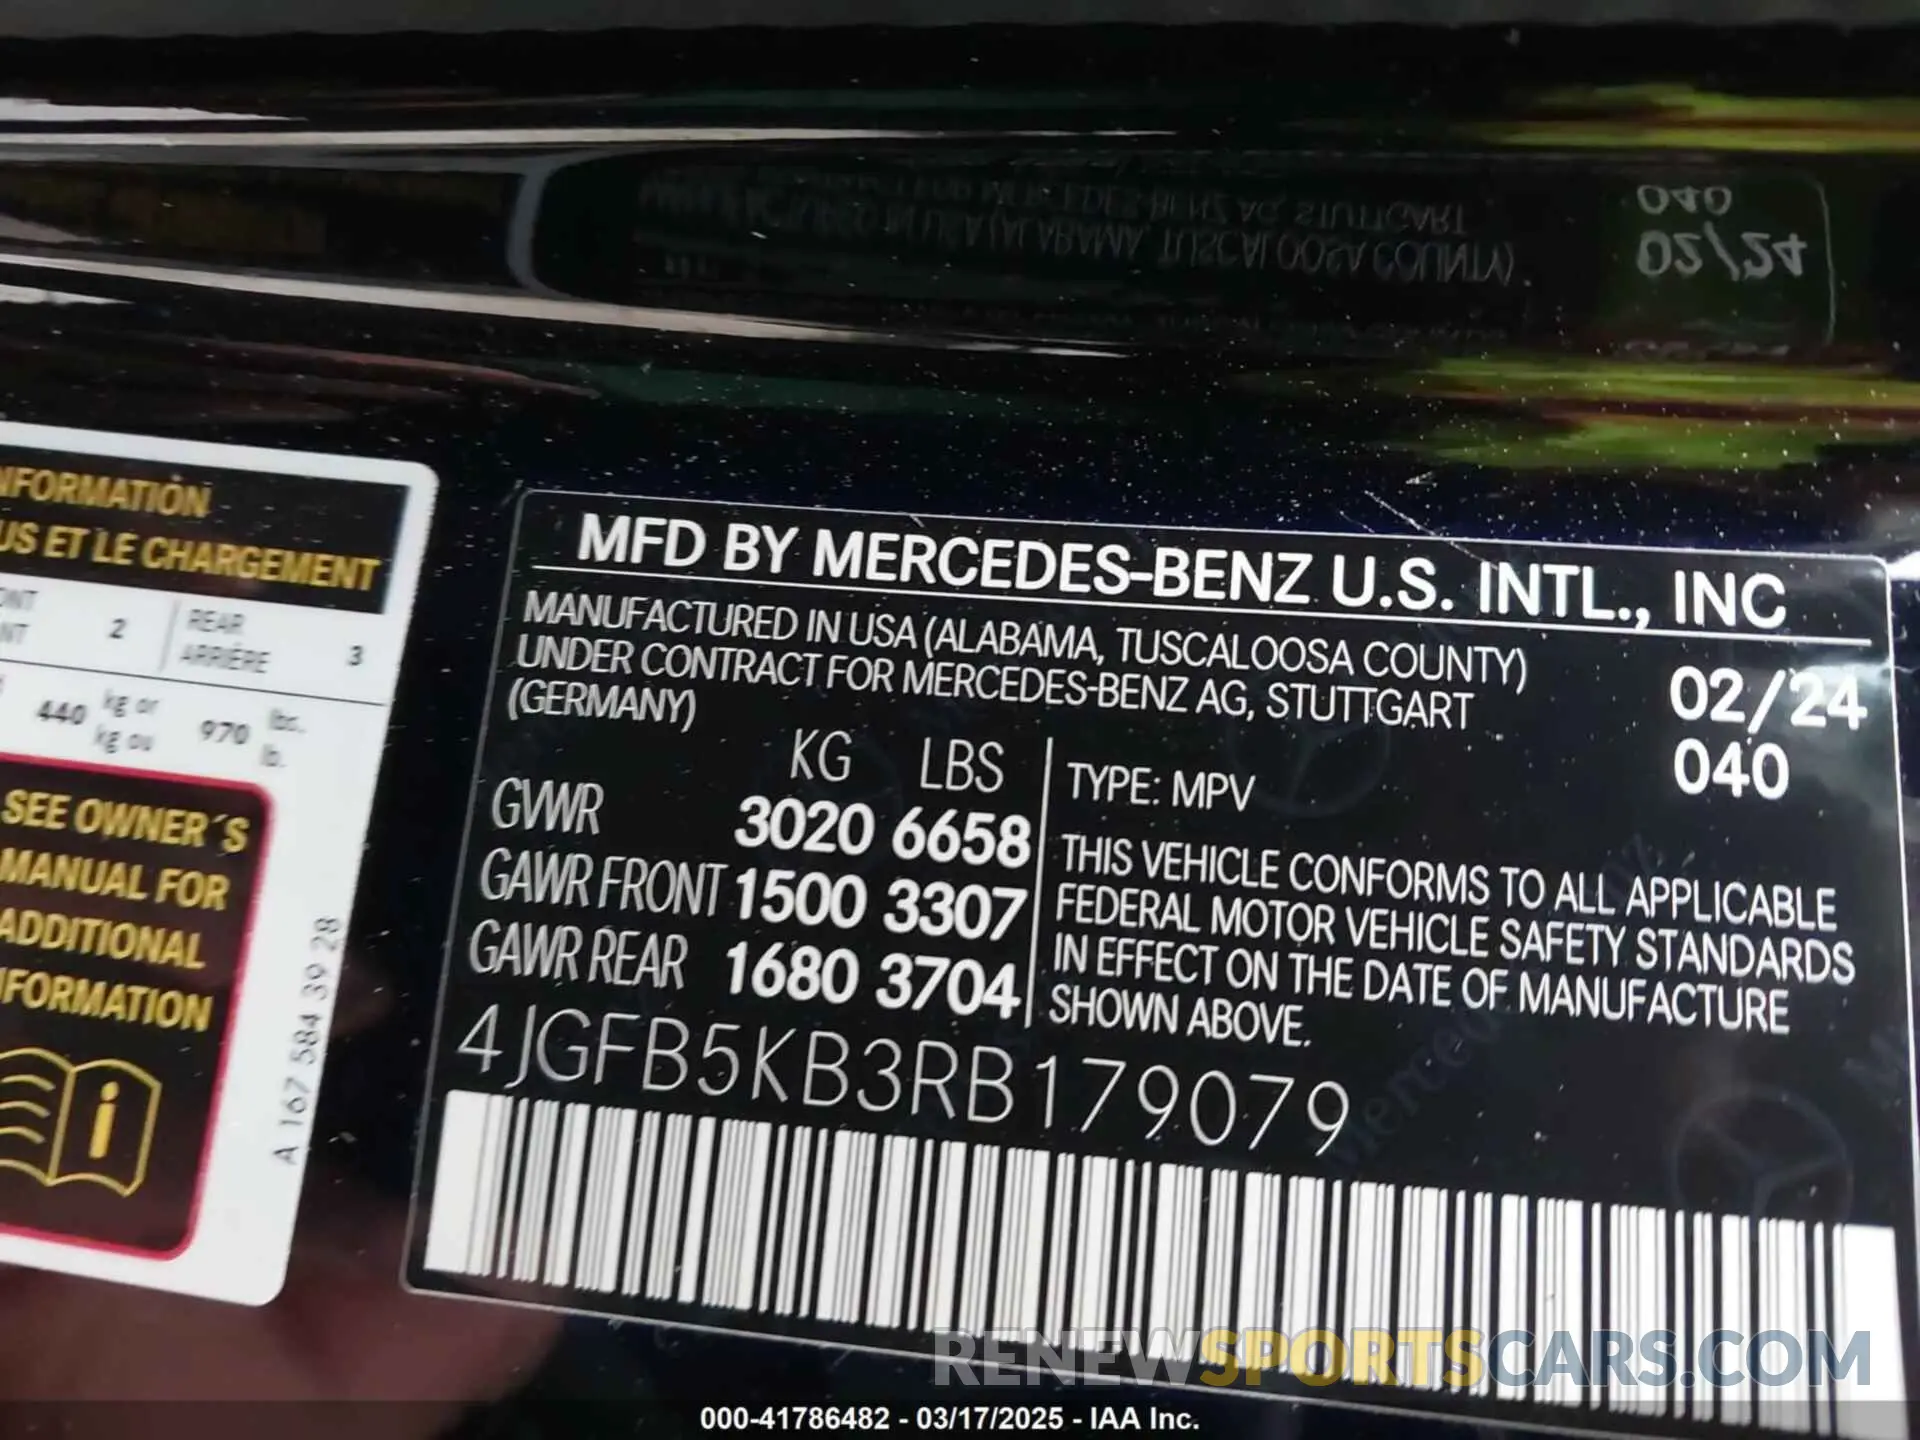 NFORMATION
US ET LE CHARGEMENT
2
REAR
ARRIÈRE
3
440
kg or
kg ou
970
lbs.
lb.
SEE OWNER´S
MANUAL FOR
ADDITIONAL
NFORMATION
A 167 584 39 28
MFD BY MERCEDES-BENZ U.S. INTL., INC
MANUFACTURED IN USA (ALABAMA, TUSCALOOSA COUNTY)
UNDER CONTRACT FOR MERCEDES-BENZ AG, STUTTGART
(GERMANY)
02/24
040
KG LBS
GVWR 3020 6658
GAWR FRONT 1500 3307
GAWR REAR 1680 3704
TYPE: MPV
THIS VEHICLE CONFORMS TO ALL APPLICABLE
FEDERAL MOTOR VEHICLE SAFETY STANDARDS
IN EFFECT ON THE DATE OF MANUFACTURE
SHOWN ABOVE.
4JGFB5KB3RB179079
RENEWSPORTSCARS.COM
000-41786482 - 03/17/2025 - IAA Inc.